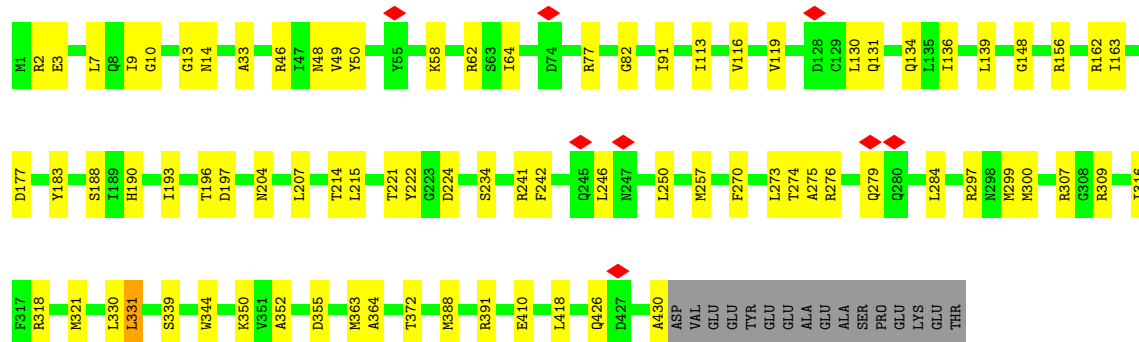 M1 R2 E3 L7 Q8 I9 G10 G13 N14 A33 R46 I47 N48 V49 Y50 Y55 K58 R62 S63 I64 D74 R77 G82 I91 I113 V116 V119 D128 C129 L130 Q131 Q134 L135 I136 L139 G148 R156 R162 I163
D177 Y183 S188 I189 H190 I193 T196 D197 N204 L207 T214 L215 T221 Y222 G223 D224 S234 R241 F242 Q245 L246 N247 L250 M257 F270 L273 T274 A275 R276 Q279 Q280 L284 R297 N298 M299 M300 R307 G308 R309
F317 R318 M321 L330 L331 S339 W344 K350 V351 A352 D355 M363 A364 T372 M388 R391 E410 L418 Q426 D427 A430 ASP VAL GLU GLU TYR GLU GLU ALA GLU ALA SER PRO GLU LYS GLU THR